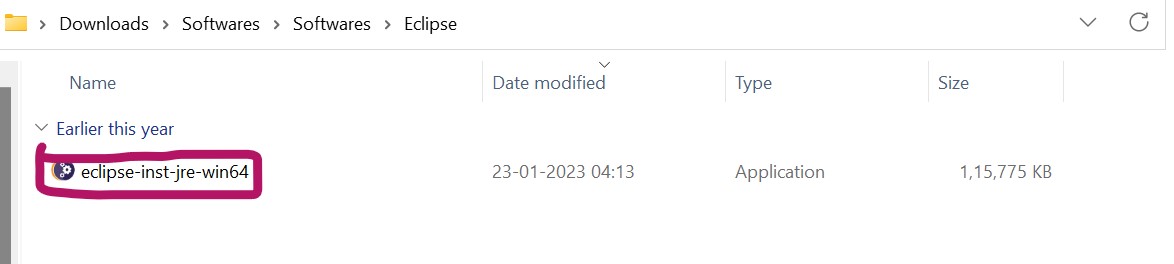 Downloads > Softwares > Softwares > Eclipse
Name Date modified Type Size
Earlier this year
eclipse-inst-jre-win64 23-01-2023 04:13 Application 1,15,775 KB